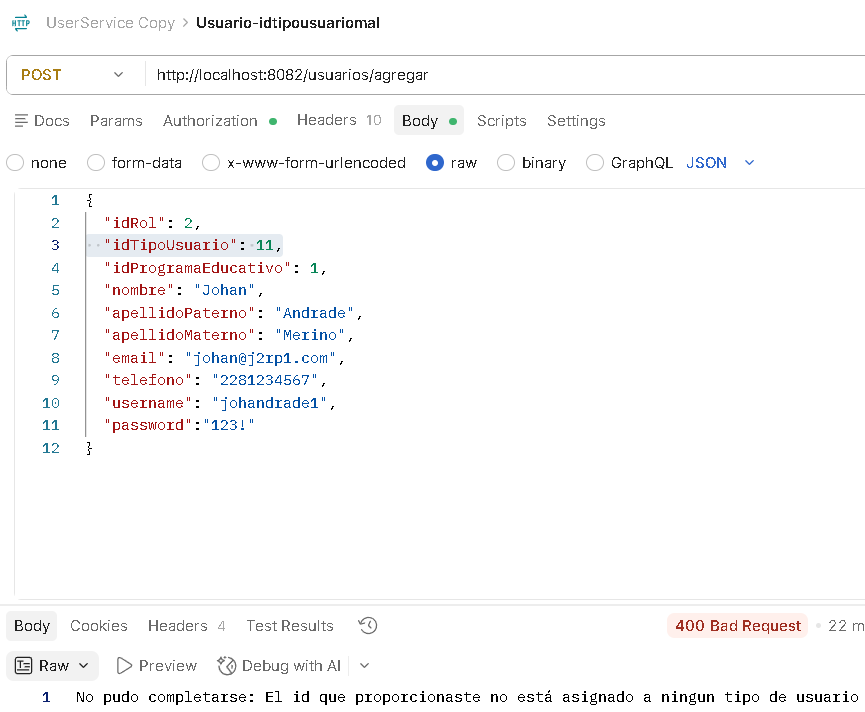 HTTP UserService Copy > Usuario-idtipousuariomal
POST http://localhost:8082/usuarios/agregar
Docs Params Authorization Headers 10 Body Scripts Settings
none form-data x-www-form-urlencoded raw binary GraphQL JSON
1 {
2 "idRol": 2,
3 "idTipoUsuario": 11,
4 "idProgramaEducativo": 1,
5 "nombre": "Johan",
6 "apellidoPaterno": "Andrade",
7 "apellidoMaterno": "Merino",
8 "email": "johan@j2rp1.com",
9 "telefono": "2281234567",
10 "username": "johandrade1",
11 "password":"123!"
12 }
Body Cookies Headers 4 Test Results 400 Bad Request • 22 m
Raw Preview Debug with AI
1 No pudo completarse: El id que proporcionaste no está asignado a ningun tipo de usuario